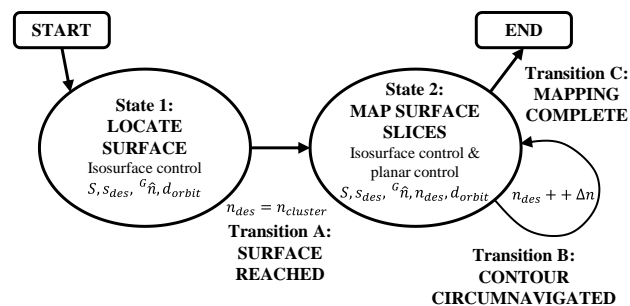 START
END
State 1:
LOCATE
SURFACE
Isosurface control
S, s_des, ^G n̂, d_orbit
n_des = n_cluster
Transition A:
SURFACE
REACHED
State 2:
MAP SURFACE
SLICES
Isosurface control &
planar control
S, s_des, ^G n̂, n_des, d_orbit
Transition C:
MAPPING
COMPLETE
n_des + + Δn
Transition B:
CONTOUR
CIRCUMNAVIGATED